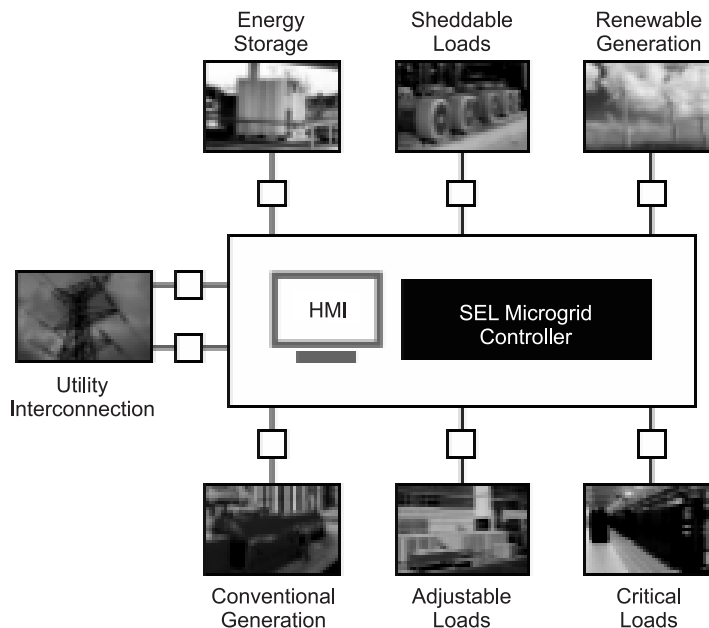 Energy
Storage
Sheddable
Loads
Renewable
Generation
HMI
SEL Microgrid
Controller
Utility
Interconnection
Conventional
Generation
Adjustable
Loads
Critical
Loads